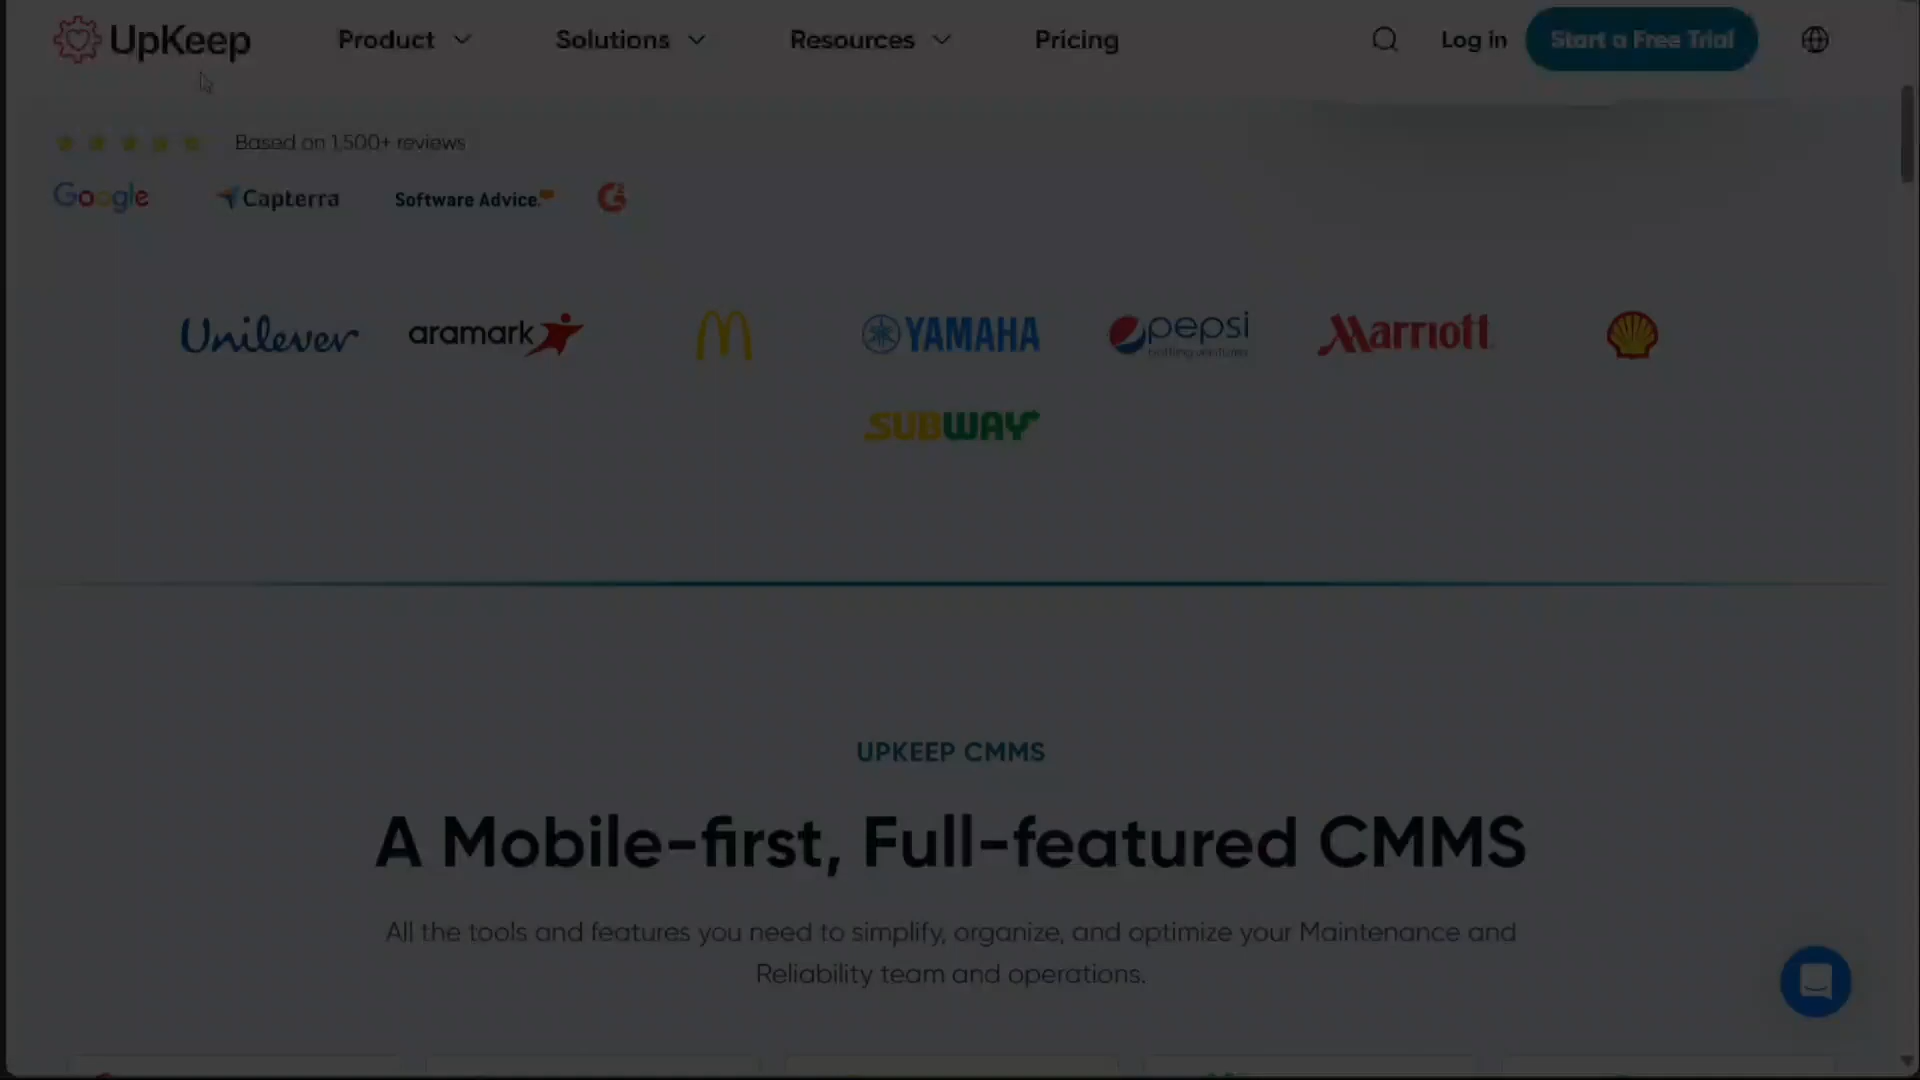 UpKeep Product Solutions Resources Pricing Log in Start a Free Trial
Based on 1,500+ reviews
Google Capterra Software Advice. G
Unilever aramark YAMAHA pepsi Marriott
bottling ventures
SUBWAY
UPKEEP CMMS
A Mobile-first, Full-featured CMMS
All the tools and features you need to simplify, organize, and optimize your Maintenance and
Reliability team and operations.